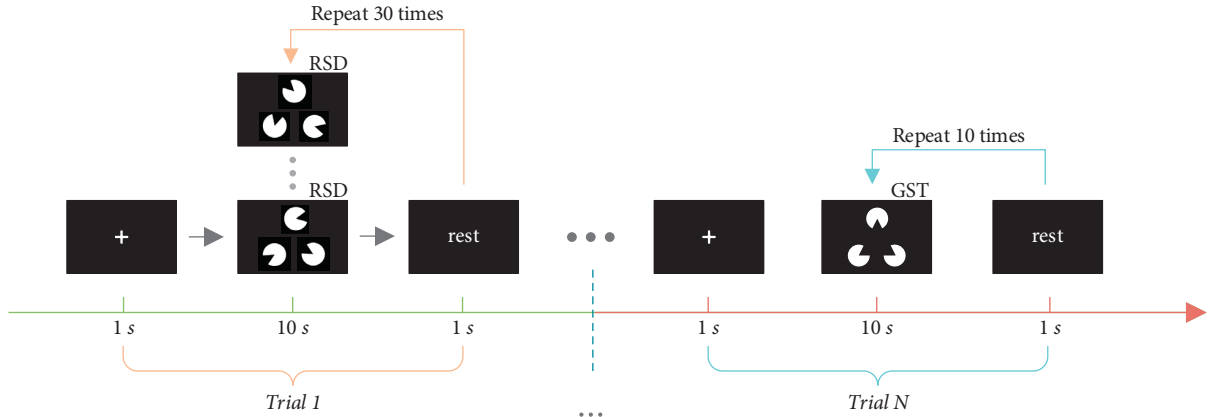 Repeat 30 times
RSD
RSD
+
rest
Repeat 10 times
GST
+
rest
1 s
10 s
1 s
1 s
10 s
1 s
Trial 1
...
Trial N